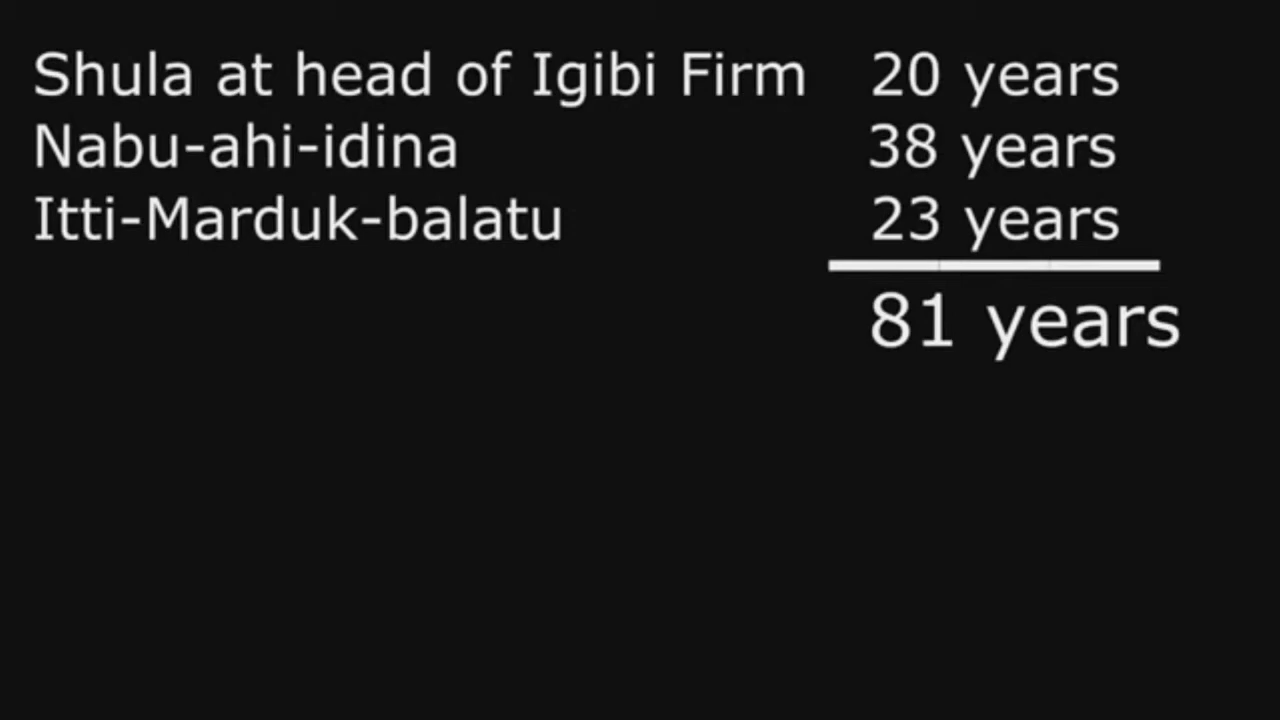 Shula at head of Igibi Firm 20 years
Nabu-ahi-idina 38 years
Itti-Marduk-balatu 23 years
81 years